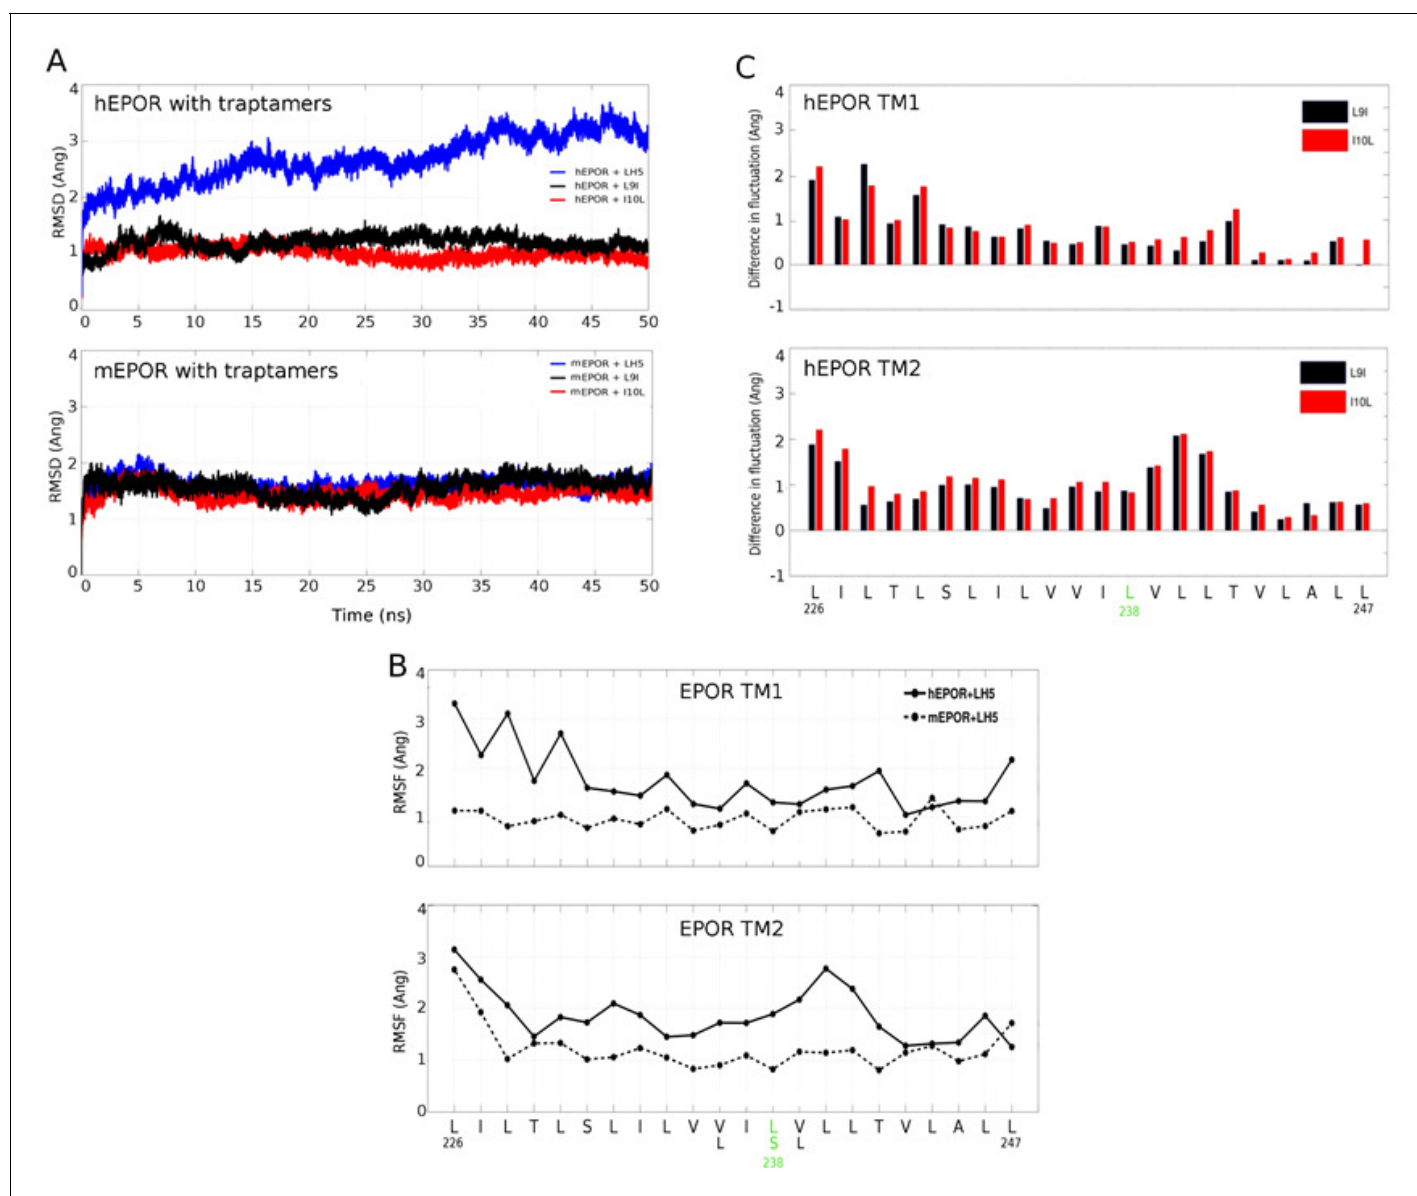 A
hEPOR with traptamers
4
3
2
1
0
RMSD (Ang)
hEPOR + LH5
hEPOR + L9I
hEPOR + I10L
0 5 10 15 20 25 30 35 40 45 50
mEPOR with traptamers
4
3
2
1
0
RMSD (Ang)
mEPOR + LH5
mEPOR + L9I
mEPOR + I10L
0 5 10 15 20 25 30 35 40 45 50
Time (ns)
C
hEPOR TM1
4
3
2
1
0
-1
Difference in fluctuation (Ang)
L9I
I10L
hEPOR TM2
4
3
2
1
0
-1
Difference in fluctuation (Ang)
L9I
I10L
L I L T L S L I L V V I L V L L T V L A L L
226 238 247
B
EPOR TM1
4
3
2
1
0
RMSF (Ang)
hEPOR+LH5
mEPOR+LH5
EPOR TM2
4
3
2
1
0
RMSF (Ang)
L I L T L S L I L V V I L V L L T V L A L L
226 L S L 247
238